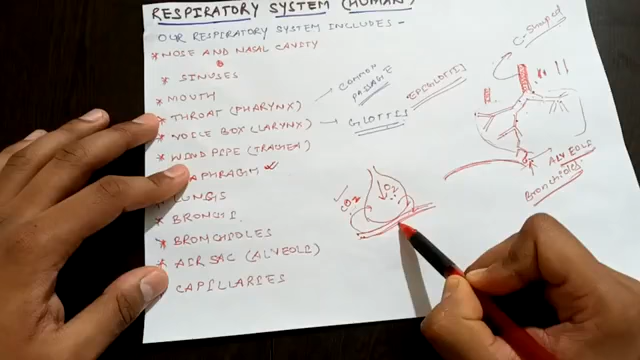 RESPIRATORY SYSTEM (HUMAN)
OUR RESPIRATORY SYSTEM INCLUDES -
* NOSE AND NASAL CAVITY
* SINUSES
* MOUTH
* THROAT (PHARYNX) → COMMON PASSAGE
* VOICE BOX (LARYNX) → GLOTTIS
EPIGLOTTIS
* WIND PIPE (TRACHEA)
APHRAGM
LUNGS
* BRONCHI
* BRONCHIOLES
* AIR SAC (ALVEOLI)
CAPILLARIES
CO2
O2
C-Shaped
ALVEOLI
Bronchioles